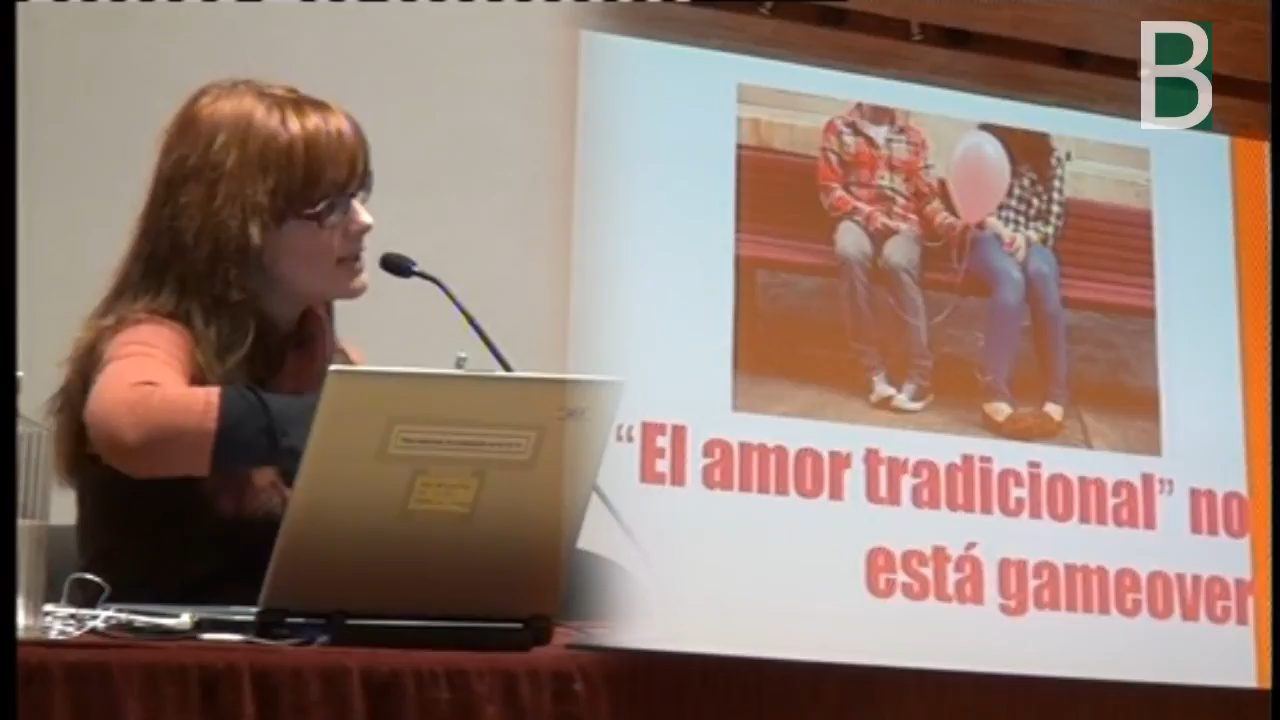 B
“El amor tradicional” no
está gameover